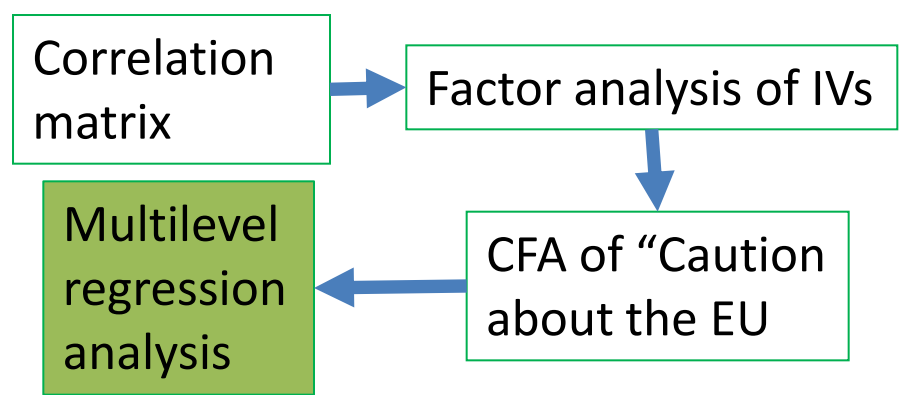 Correlation
matrix
Factor analysis of IVs
CFA of “Caution
about the EU
Multilevel
regression
analysis